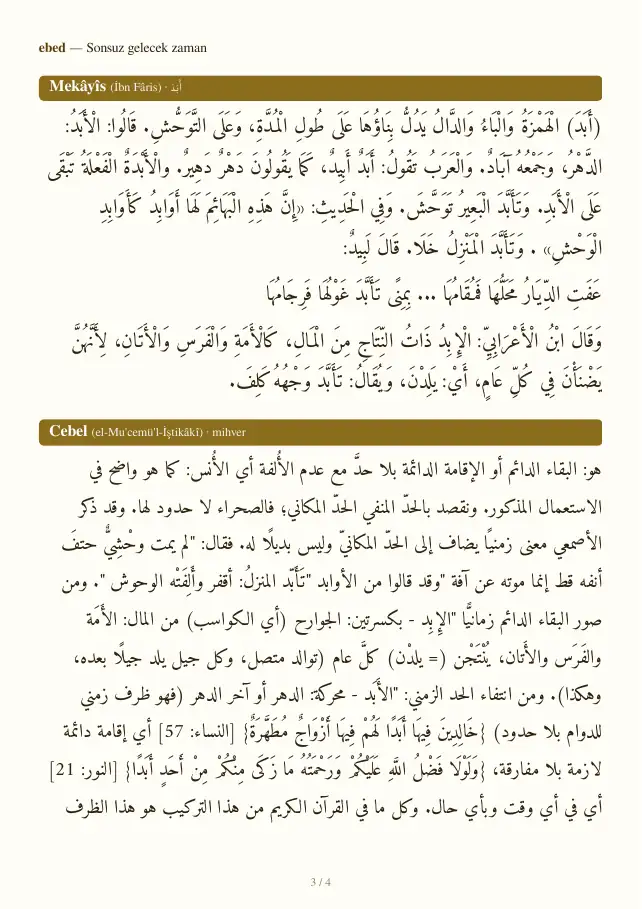 ebed — Sonsuz gelecek zaman
Mekâyîs (İbn Fâris) · أَبَدَ
(أَبَدَ) الْهَمْزَةُ وَالْبَاءُ وَالدَّالُ يَدُلُّ بِنَاؤُهَا عَلَى طُولِ الْمُدَّةِ، وَعَلَى التَّوَحُّشِ. قَالُوا: الْأَبَدُ:
الدَّهْرُ، وَجَمْعُهُ آبَادٌ. وَالْعَرَبُ تَقُولُ: أَبَدٌ أَبِيدٌ، كَمَا يَقُولُونَ دَهْرٌ دَهِيرٌ. وَالْأَبْدَةُ الْفَعْلَةُ تَبْقَى
عَلَى الْأَبَدِ. وَتَأَبَّدَ الْبَعِيرُ تَوَحَّشَ. وَفِي الْحَدِيثِ: «إِنَّ هَذِهِ الْبَهَائِمَ لَهَا أَوَابِدُ كَأَوَابِدِ
الْوَحْشِ» . وَتَأَبَّدَ الْمَنْزِلُ خَلَا. قَالَ لَبِيدٌ:
عَفَتِ الدِّيَارُ مَحَلُّهَا فَمُقَامُهَا ... بِمِنًى تَأَبَّدَ غَوْلُهَا فَرِجَامُهَا
وَقَالَ ابْنُ الْأَعْرَابِيِّ: الْإِبِدُ ذَاتُ النِّتَاجِ مِنَ الْمَالِ، كَالْأَمَةِ وَالْفَرَسِ وَالْأَتَانِ، لِأَنَّهُنَّ
يَضْنَأْنَ فِي كُلِّ عَامٍ، أَيْ: يَلِدْنَ، وَيُقَالُ: تَأَبَّدَ وَجْهُهُ كَلِفَ.
Cebel (el-Mu'cemü'l-İştikâkî) · mihver
هو: البقاء الدائم أو الإقامة الدائمة بلا حدَّ مع عدم الأُلفة أي الأُنس: كما هو واضح في
الاستعمال المذكور. ونقصد بالحدّ المنفي الحدّ المكاني؛ فالصحراء لا حدود لها. وقد ذكر
الأصمعي معنى زمنيًا يضاف إلى الحدّ المكانيّ وليس بديلًا له. فقال: "لم يمت وحْشِيٌّ حتفَ
أنفه قط إنما موته عن آفة "وقد قالوا من الأوابد "تَأَبّد المنزلُ: أقفر وأَلِفَتْه الوحوش ". ومن
صور البقاء الدائم زمانيًّا "الإبِد - بكسرتين: الجوارح (أي الكواسب) من المال: الأَمَة
والفَرَس والأَتان، يُنْتَجْن (= يلدْن) كلَّ عام (توالد متصل، وكل جيل يلد جيلًا بعده،
وهكذا). ومن انتفاء الحد الزمني: "الأَبَد - محركة: الدهر أو آخر الدهر (فهو ظرف زمني
للدوام بلا حدود) {خَالِدِينَ فِيهَا أَبَدًا لَهُمْ فِيهَا أَزْوَاجٌ مُطَهَّرَةٌ} [النساء: 57] أي إقامة دائمة
لازمة بلا مفارقة، {وَلَوْلَا فَضْلُ اللَّهِ عَلَيْكُمْ وَرَحْمَتُهُ مَا زَكَى مِنْكُمْ مِنْ أَحَدٍ أَبَدًا} [النور: 21]
أي في أي وقت وبأي حال. وكل ما في القرآن الكريم من هذا التركيب هو هذا الظرف
3 / 4